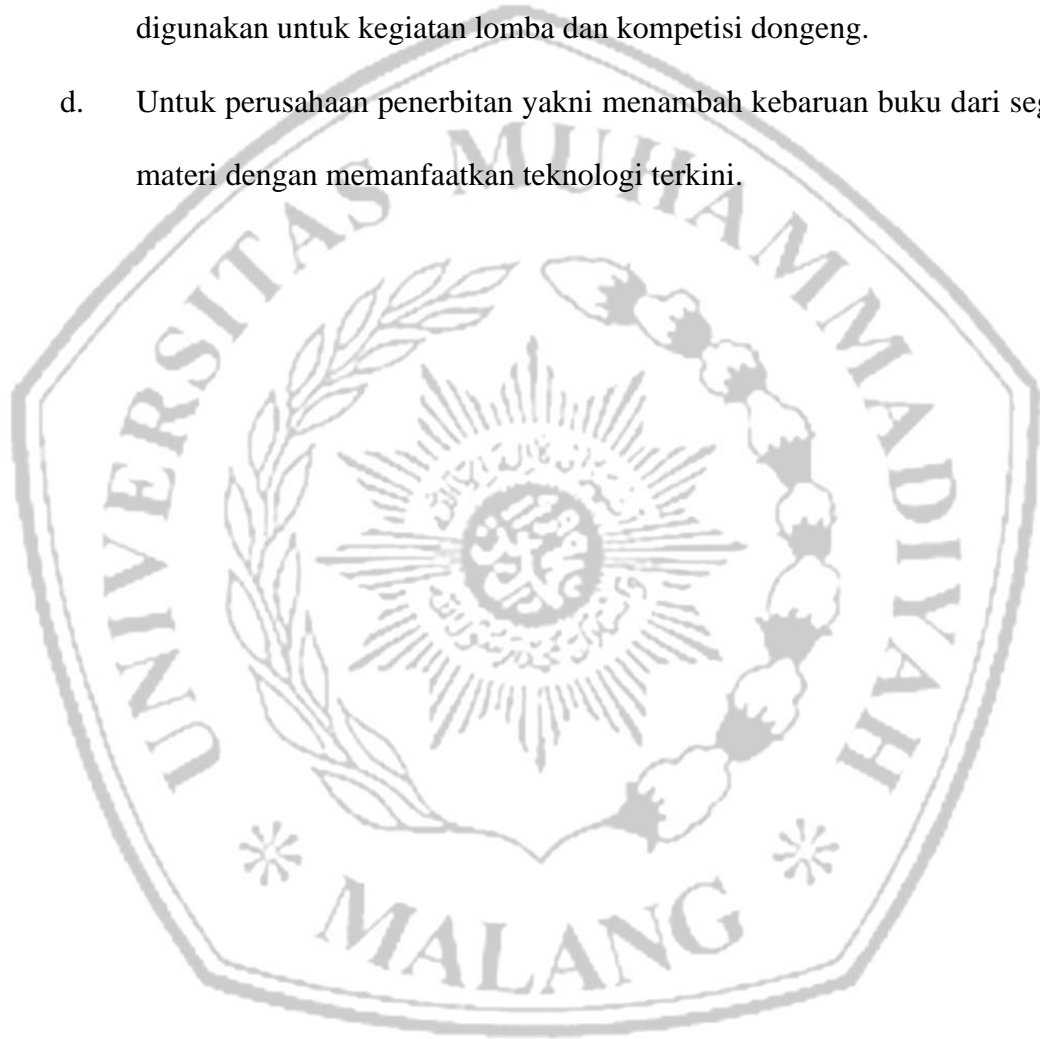 digunakan untuk kegiatan lomba dan kompetisi dongeng.
d. Untuk perusahaan penerbitan yakni menambah kebaruan buku dari seg
materi dengan memanfaatkan teknologi terkini.
UNIVERSITAS MUHAMMADIYAH
MALANG